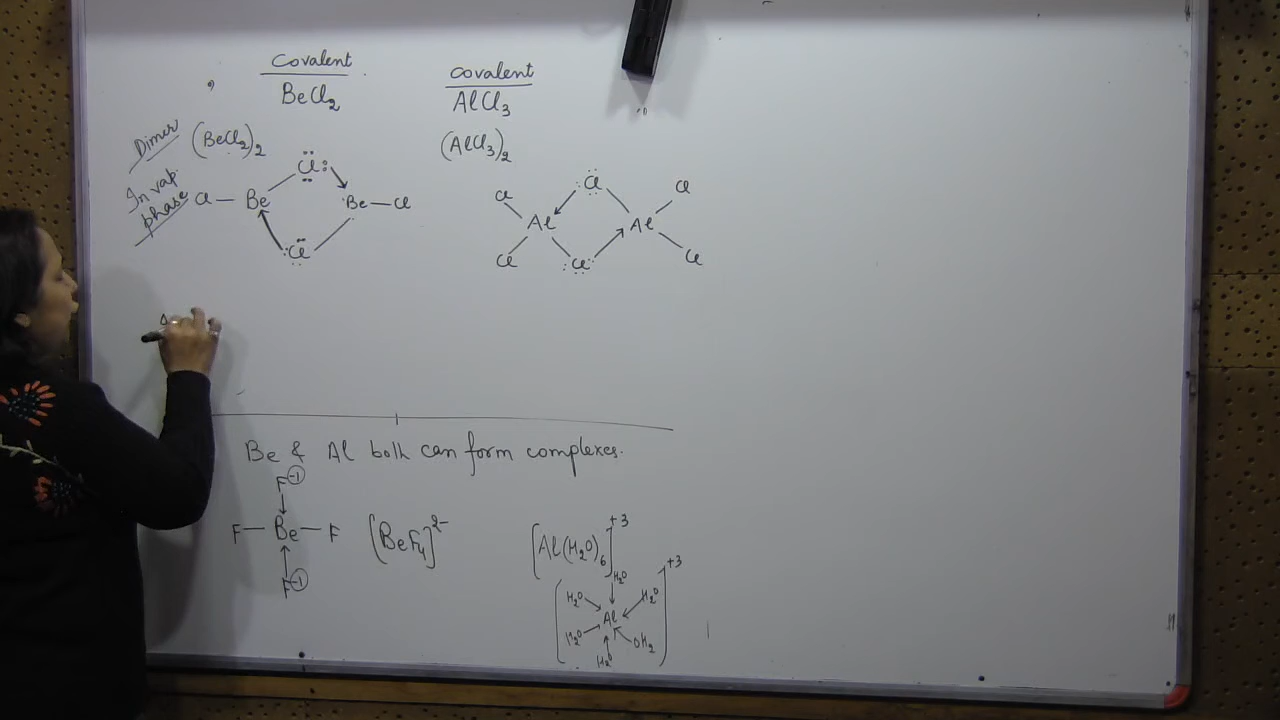 Covalent
BeCl2
covalent
AlCl3
Dimer (BeCl2)2
(AlCl3)2
In vap phase
Cl — Be
Cl
Be — Cl
Cl
Cl
Al
Cl
Cl
Al
Cl
Cl
Cl
Be & Al both can form complexes.
F -1
F — Be — F
F -1
[BeF4]2-
[Al(H2O)6]+3
H2O
H2O
H2O
Al
H2O
OH2
H2O
+3